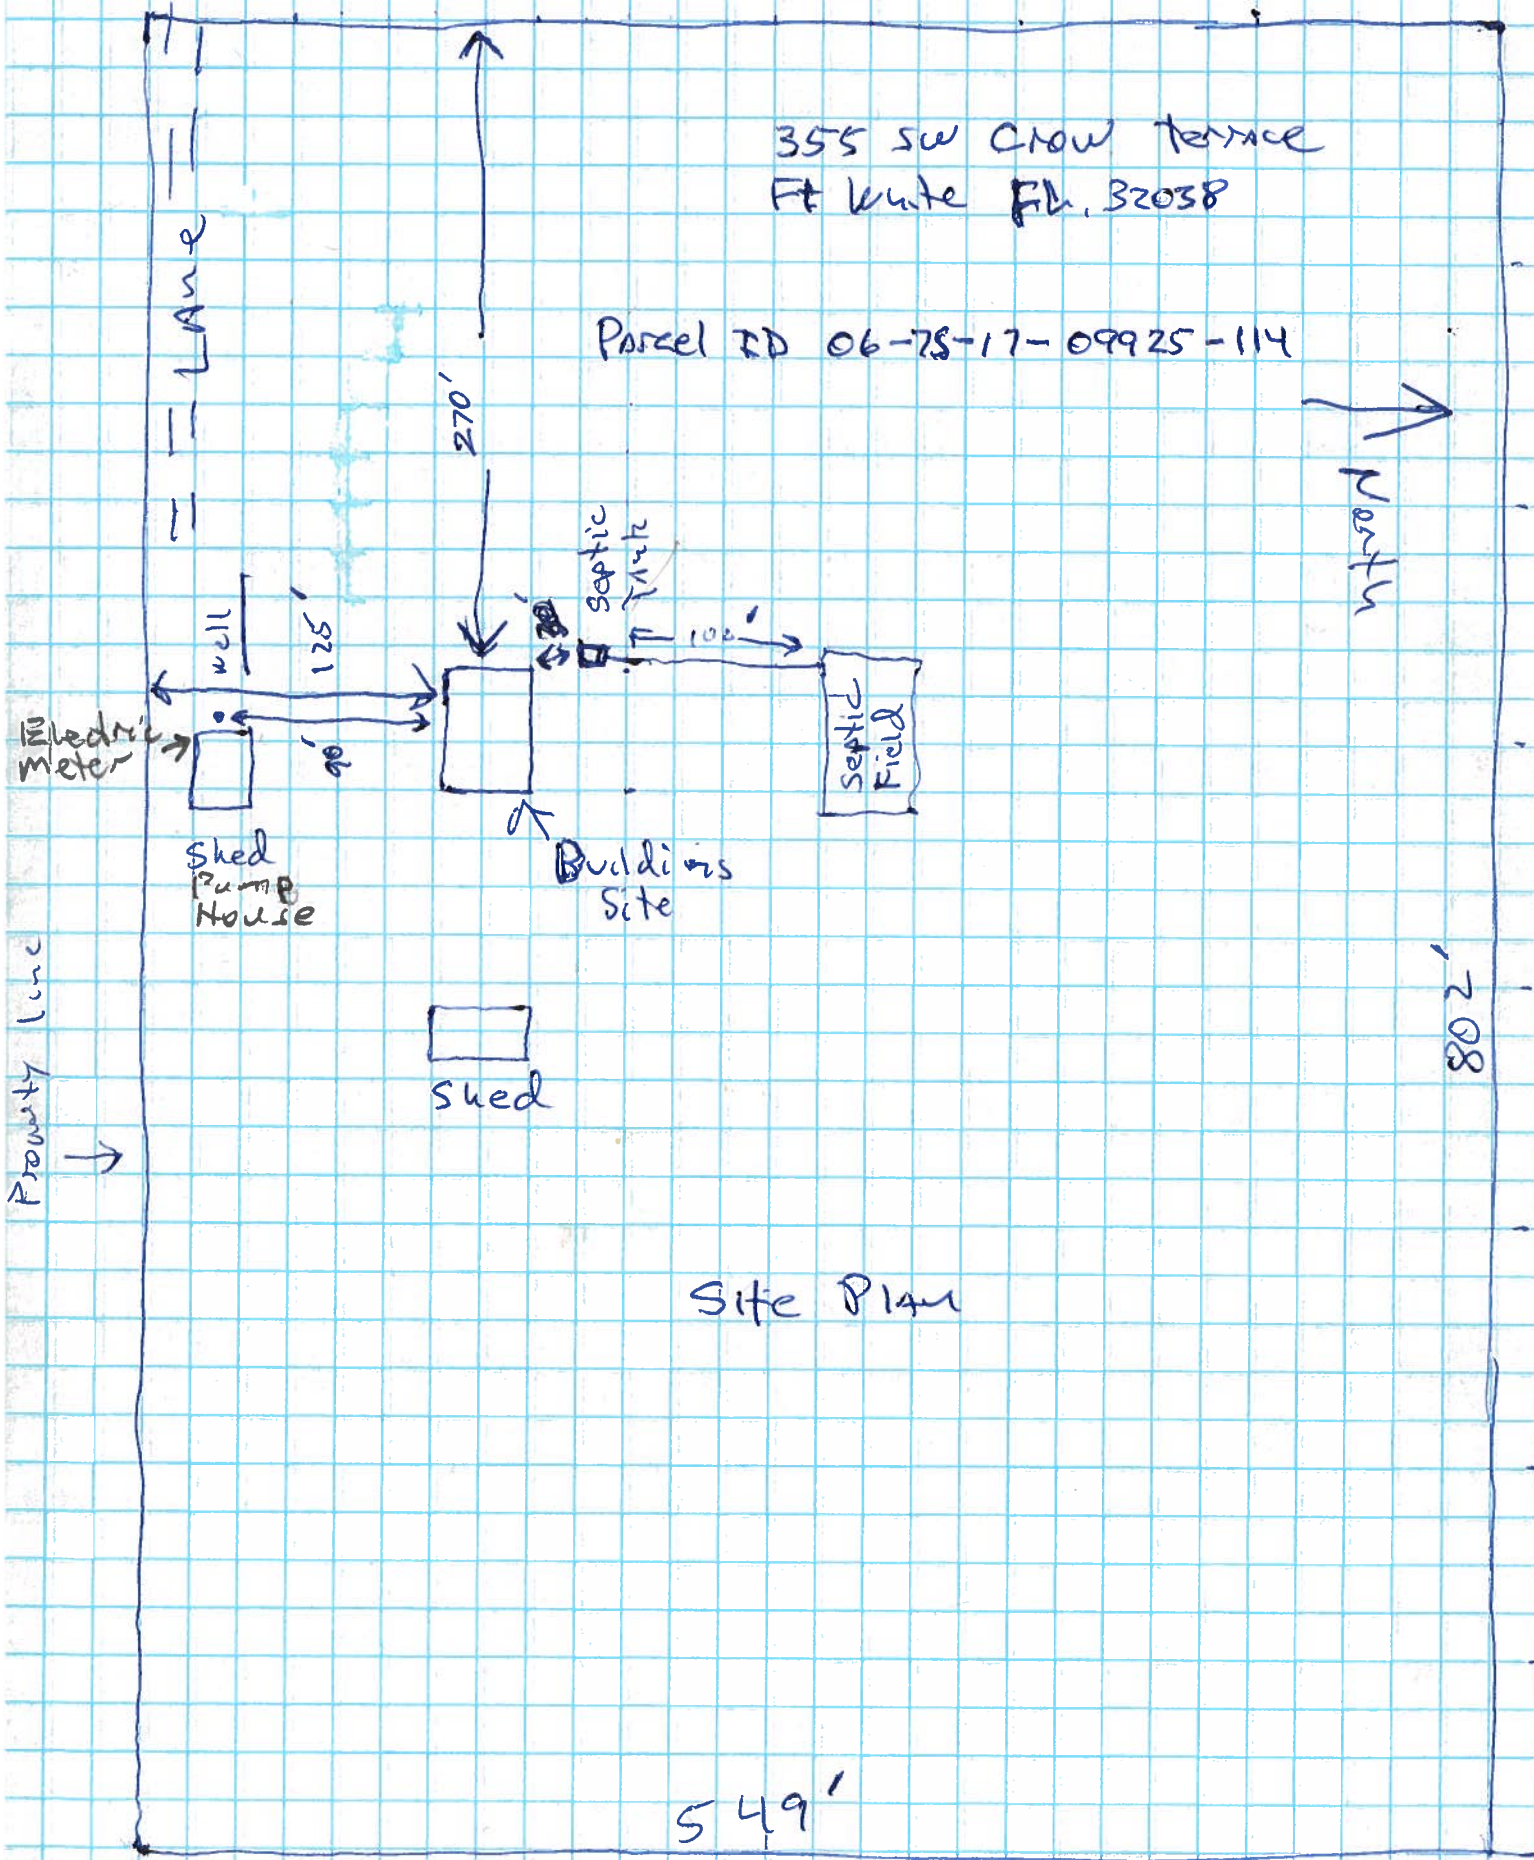 355 SW Crow Terrace
Ft White FL. 32038
LAne
Parcel ID 06-7S-17-09925-114
270'
North
Septic
Tank
well
125'
100'
Electric
meter
90'
Septic
Field
Shed
Pump
House
Building
Site
Property line
802'
Shed
Site PLAn
549'